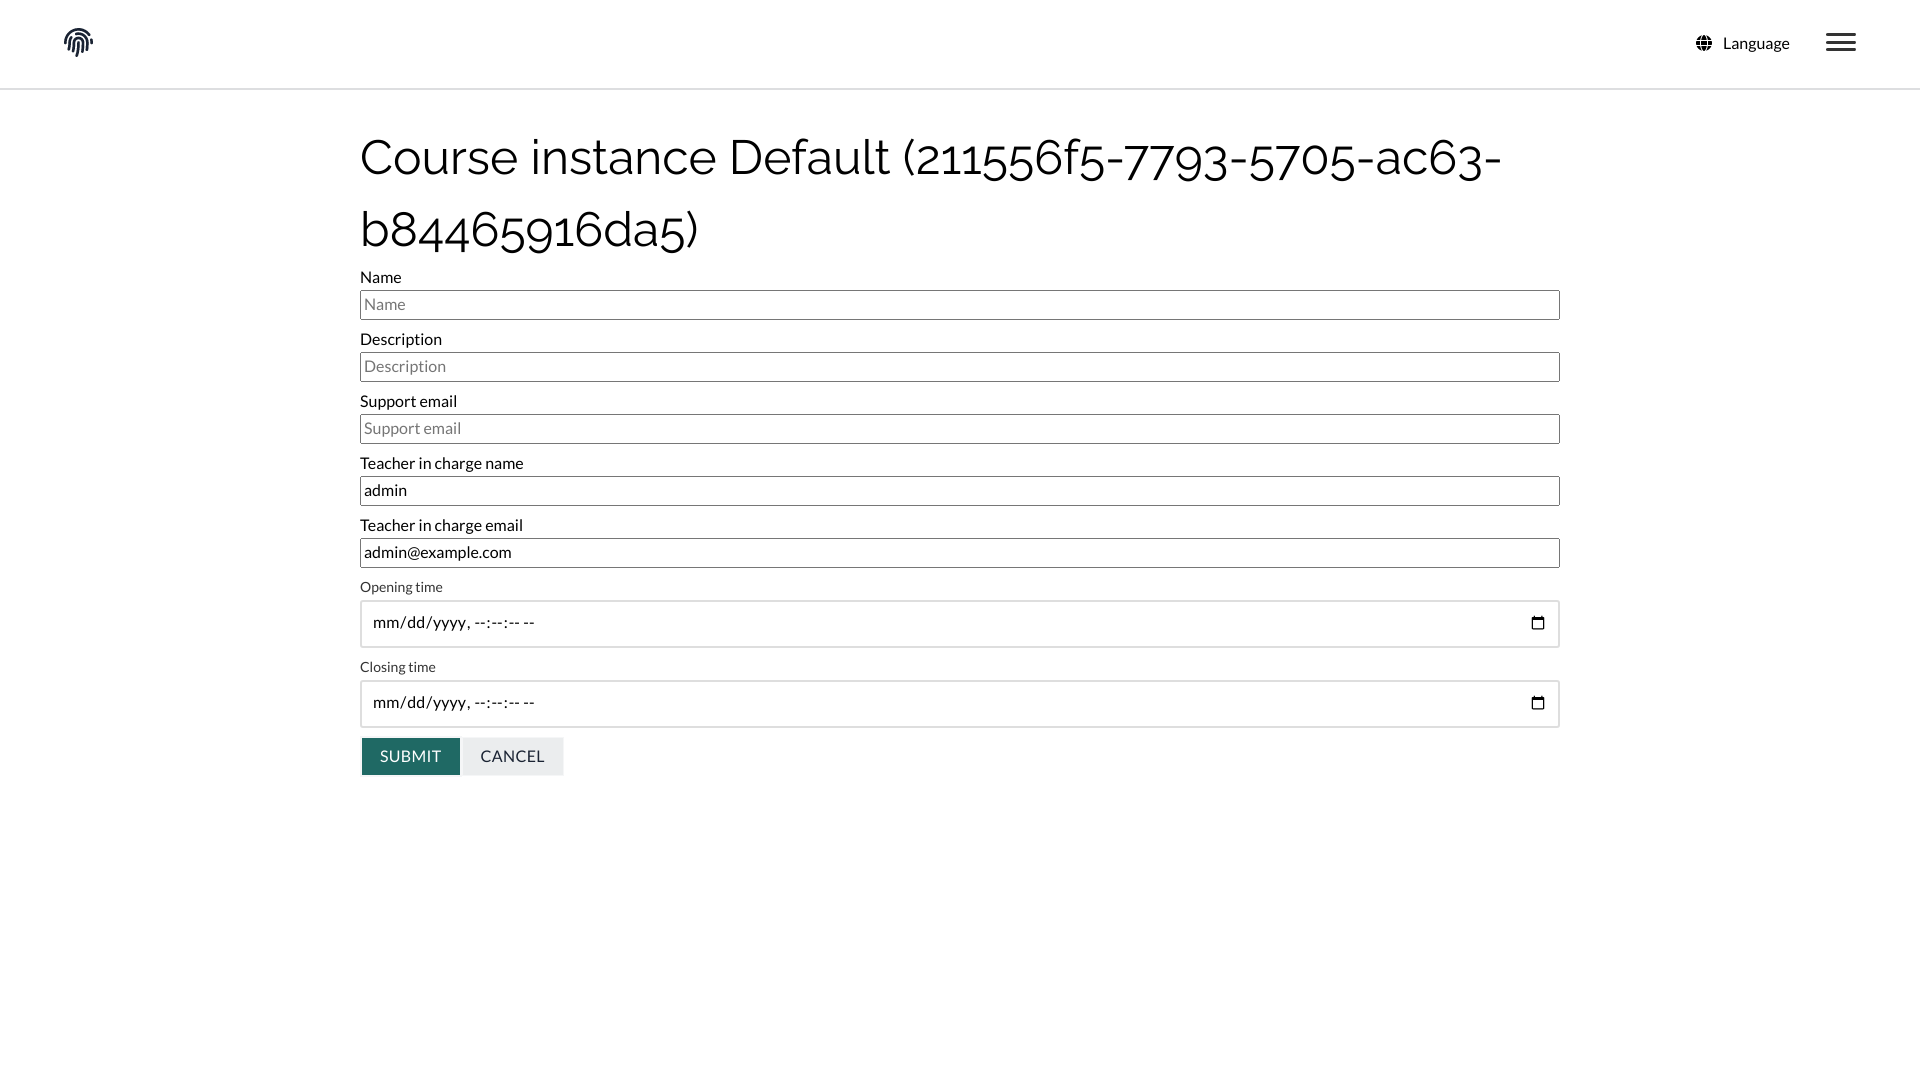 Language
Course instance Default (211556f5-7793-5705-ac63-
b84465916da5)
Name
Name
Description
Description
Support email
Support email
Teacher in charge name
admin
Teacher in charge email
admin@example.com
Opening time
mm/dd/yyyy, --:--:-- --
Closing time
mm/dd/yyyy, --:--:-- --
SUBMIT CANCEL